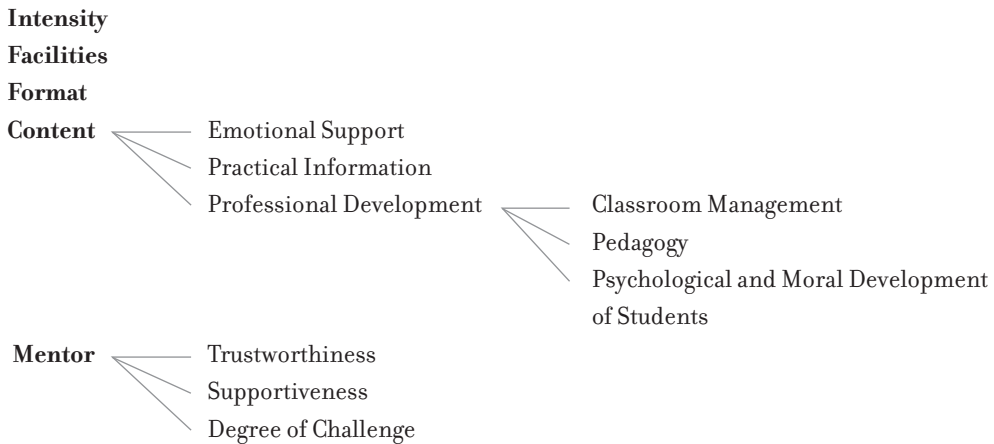 Intensity
Facilities
Format
Content
Emotional Support
Practical Information
Professional Development
Classroom Management
Pedagogy
Psychological and Moral Development
of Students
Mentor
Trustworthiness
Supportiveness
Degree of Challenge